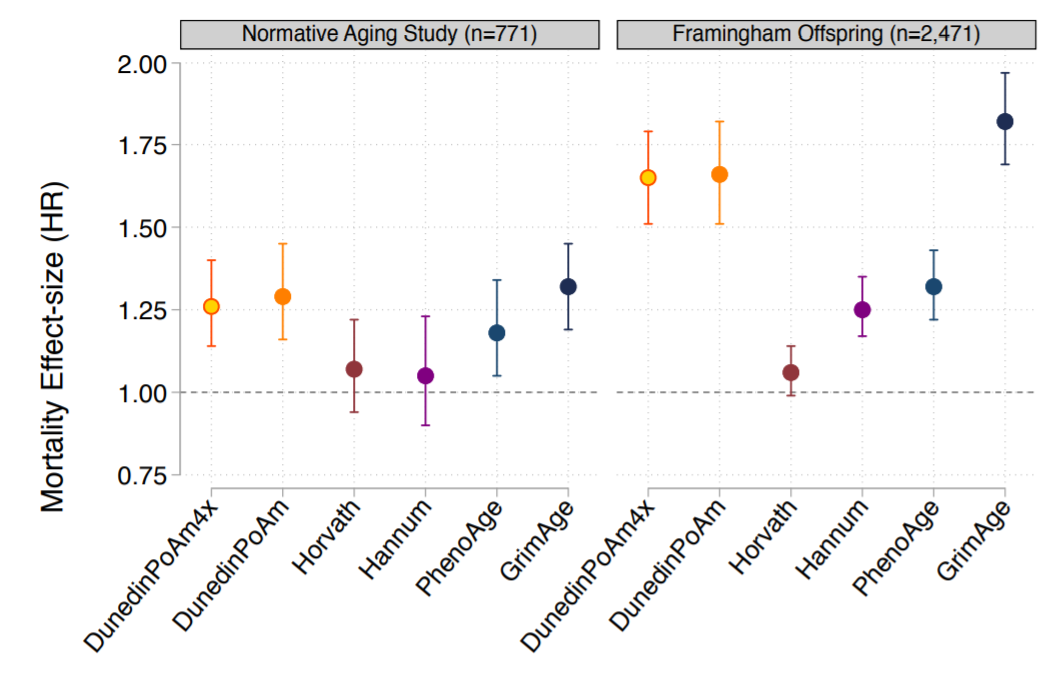 Normative Aging Study (n=771)
Framingham Offspring (n=2,471)
Mortality Effect-size (HR)
2.00
1.75
1.50
1.25
1.00
0.75
DunedinPoAm4x
DunedinPoAm
Horvath
Hannum
PhenoAge
GrimAge
DunedinPoAm4x
DunedinPoAm
Horvath
Hannum
PhenoAge
GrimAge